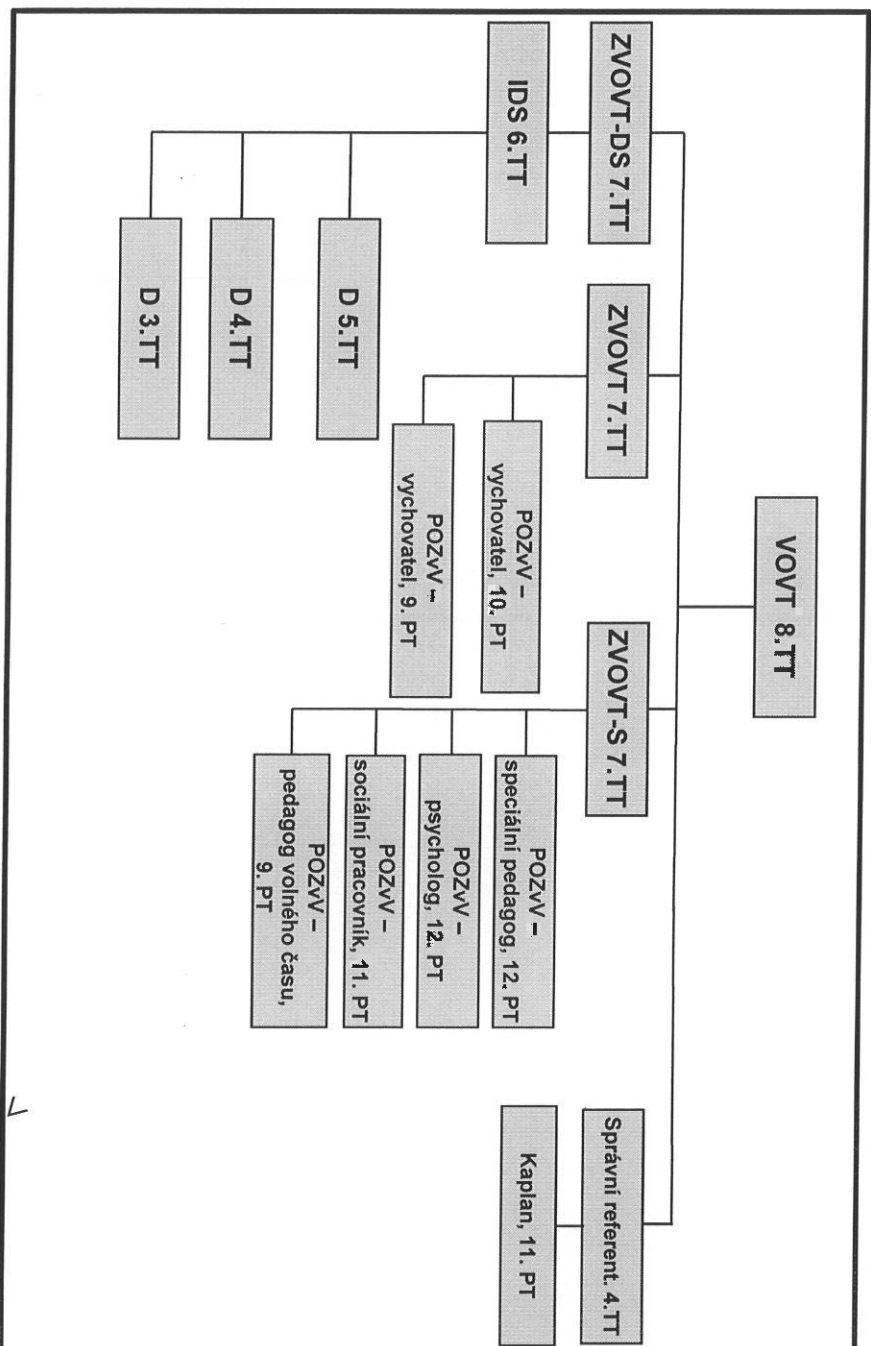 VOVT 8.TT
ZVOVT-DS 7.TT
IDS 6.TT
D 5.TT
D 4.TT
D 3.TT
ZVOVT 7.TT
POZvV –
vychovatel, 10. PT
POZvV –
vychovatel, 9. PT
ZVOVT-S 7.TT
POZvV –
speciální pedagog, 12. PT
POZvV –
psycholog, 12. PT
POZvV –
sociální pracovník, 11. PT
POZvV –
pedagog volného času,
9. PT
Správní referent. 4.TT
Kaplan, 11. PT